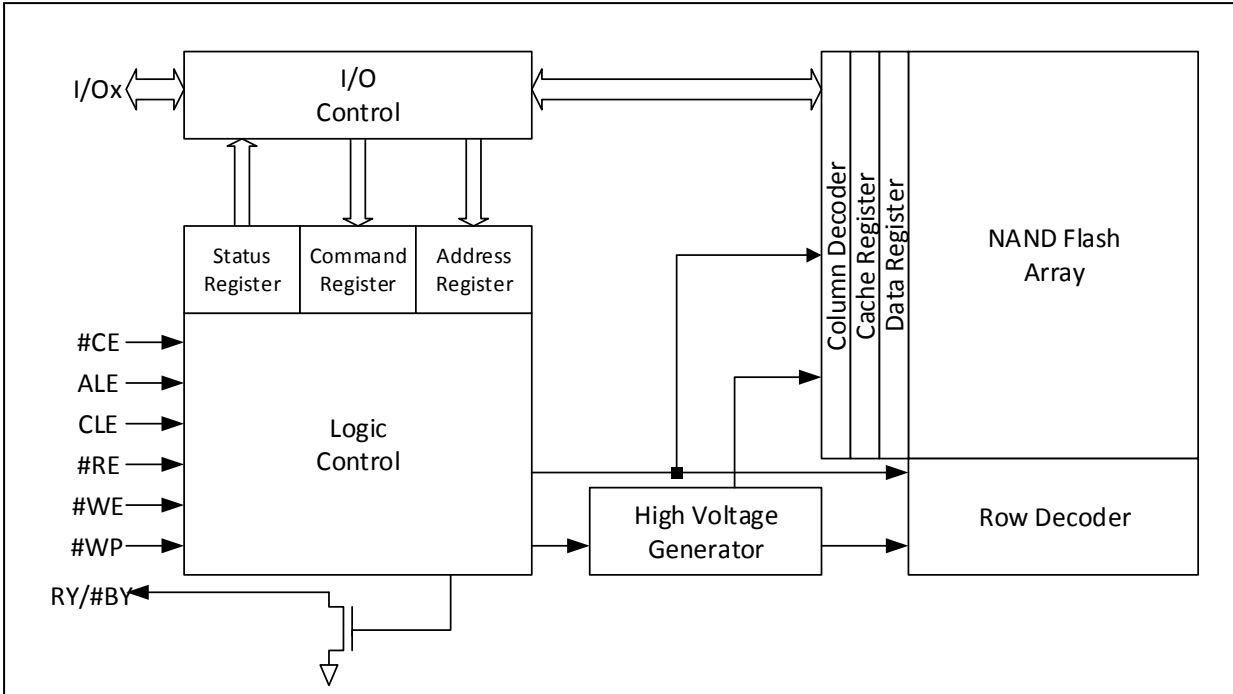 I/Ox
I/O
Control
Status
Register
Command
Register
Address
Register
#CE
ALE
CLE
#RE
#WE
#WP
RY/#BY
Logic
Control
High Voltage
Generator
Column Decoder
Cache Register
Data Register
NAND Flash
Array
Row Decoder